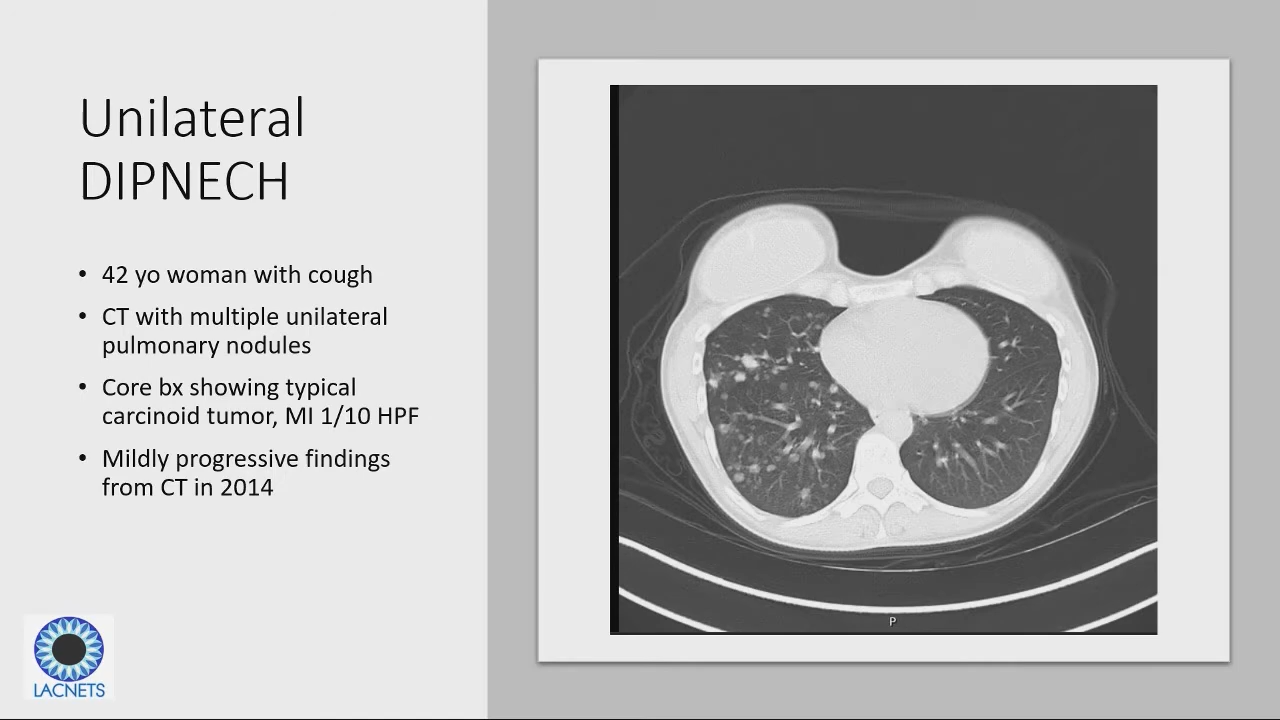 Unilateral
DIPNECH
• 42 yo woman with cough
• CT with multiple unilateral
pulmonary nodules
• Core bx showing typical
carcinoid tumor, MI 1/10 HPF
• Mildly progressive findings
from CT in 2014
P
LACNETS